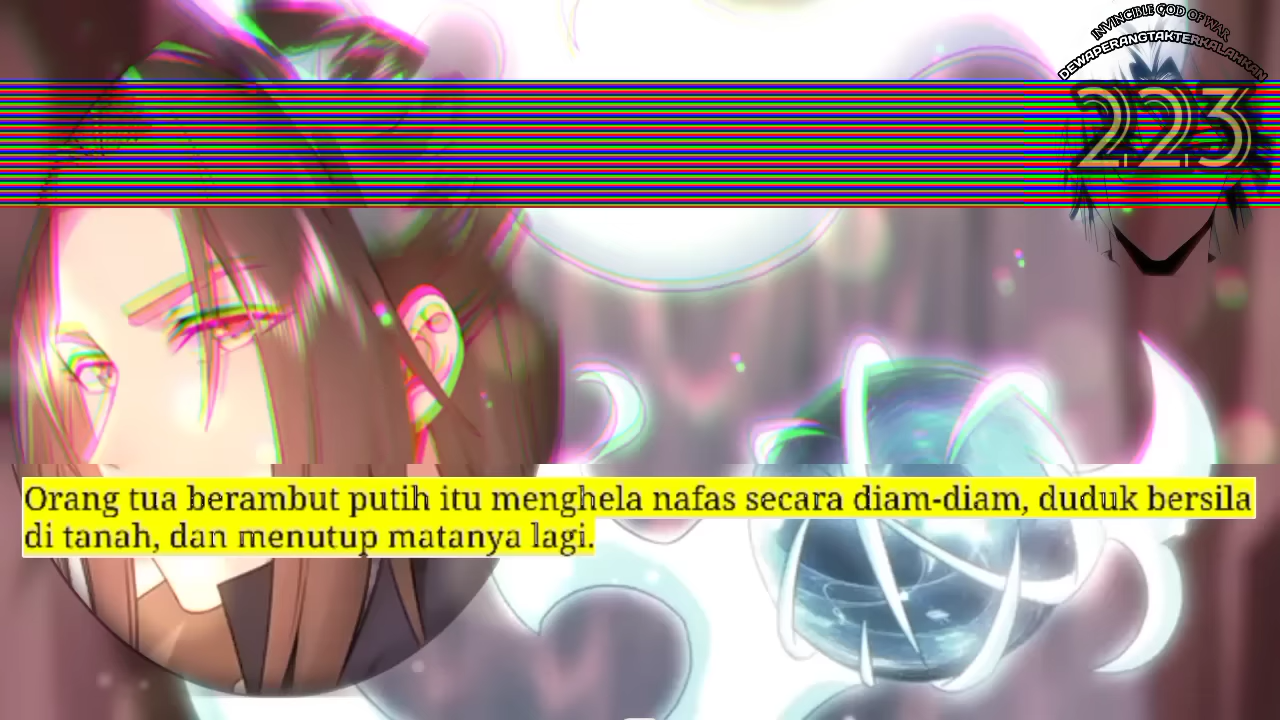 INVINCIBLE GOD OF WAR
DEWAPERANGTAKTERKALAHKAN
223
Orang tua berambut putih itu menghela nafas secara diam-diam, duduk bersila
di tanah, dan menutup matanya lagi.